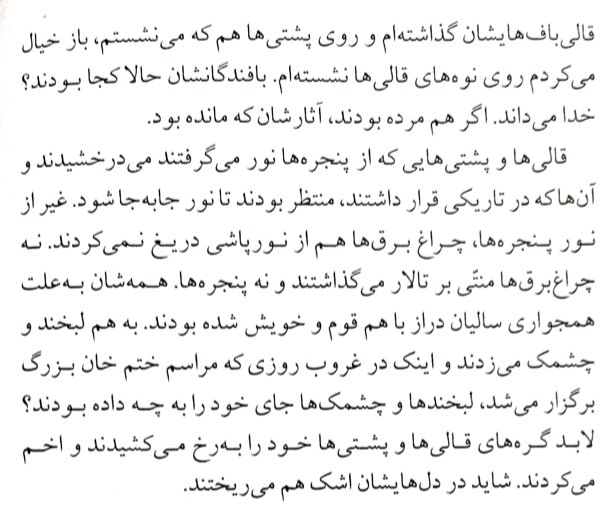 قالی‌باف‌هایشان گذاشته‌ام و روی پشتی‌ها هم که می‌نشستم، باز خیال
می‌کردم روی نوه‌های قالی‌ها نشسته‌ام. بافندگانشان حالا کجا بودند؟
خدا می‌داند. اگر هم مرده بودند، آثارشان که مانده بود.
قالی‌ها و پشتی‌هایی که از پنجره‌ها نور می‌گرفتند می‌درخشیدند و
آن‌ها که در تاریکی قرار داشتند، منتظر بودند تا نور جابه‌جا شود. غیر از
نور پنجره‌ها، چراغ برق‌ها هم از نورپاشی دریغ نمی‌کردند. نه
چراغ‌برق‌ها منتّی بر تالار می‌گذاشتند و نه پنجره‌ها. همه‌شان به‌علت
همجواری سالیان دراز با هم قوم و خویش شده بودند. به هم لبخند و
چشمک می‌زدند و اینک در غروب روزی که مراسم ختم خان بزرگ
برگزار می‌شد، لبخندها و چشمک‌ها جای خود را به چه داده بودند؟
لابد گره‌های قالی‌ها و پشتی‌ها خود را به‌رخ می‌کشیدند و اخم
می‌کردند. شاید در دل‌هایشان اشک هم می‌ریختند.